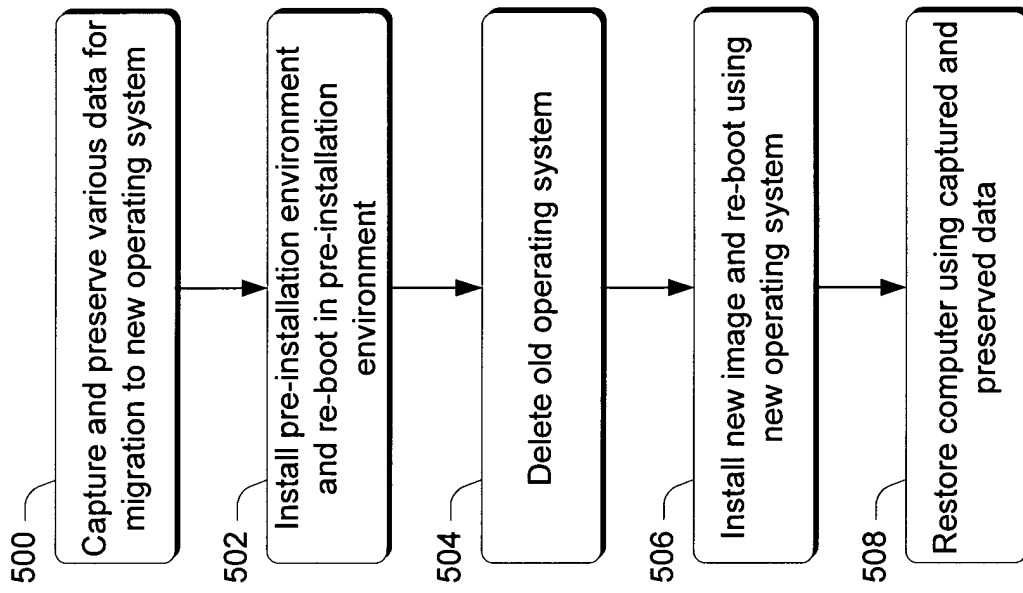 500
Capture and preserve various data for
migration to new operating system
502
Install pre-installation environment
and re-boot in pre-installation
environment
504
Delete old operating system
506
Install new image and re-boot using
new operating system
508
Restore computer using captured and
preserved data